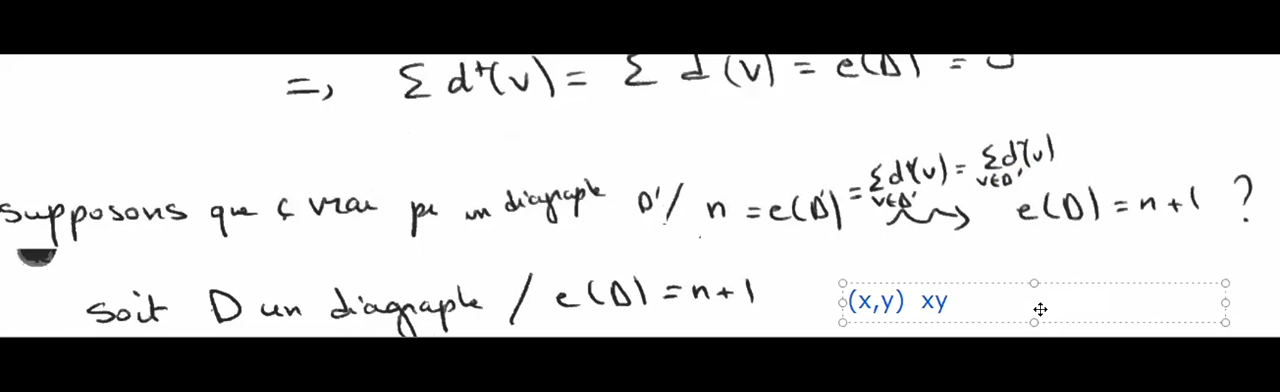 =, Σ d⁺(v) = Σ d (v) = e(D) = 0
supposons que ç vrai pr un diagraphe D'/ n = e(D') = Σ d⁺(v) = Σ d⁻(v) e(D) = n+1 ?
v∈D' v∈D'
soit D un diagraphe / e(D) = n+1 (x,y) xy